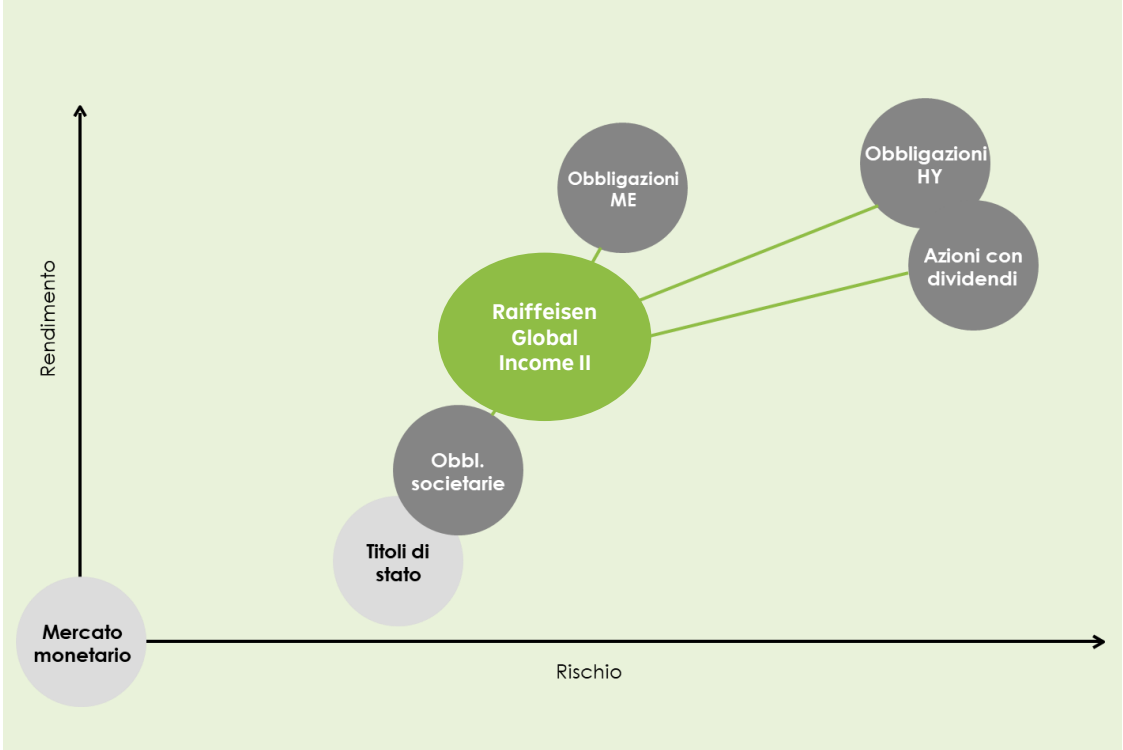 Rendimento
Obbligazioni
ME
Obbligazioni
HY
Azioni con
dividendi
Raiffeisen
Global
Income II
Obbl.
societarie
Titoli di
stato
Mercato
monetario
Rischio